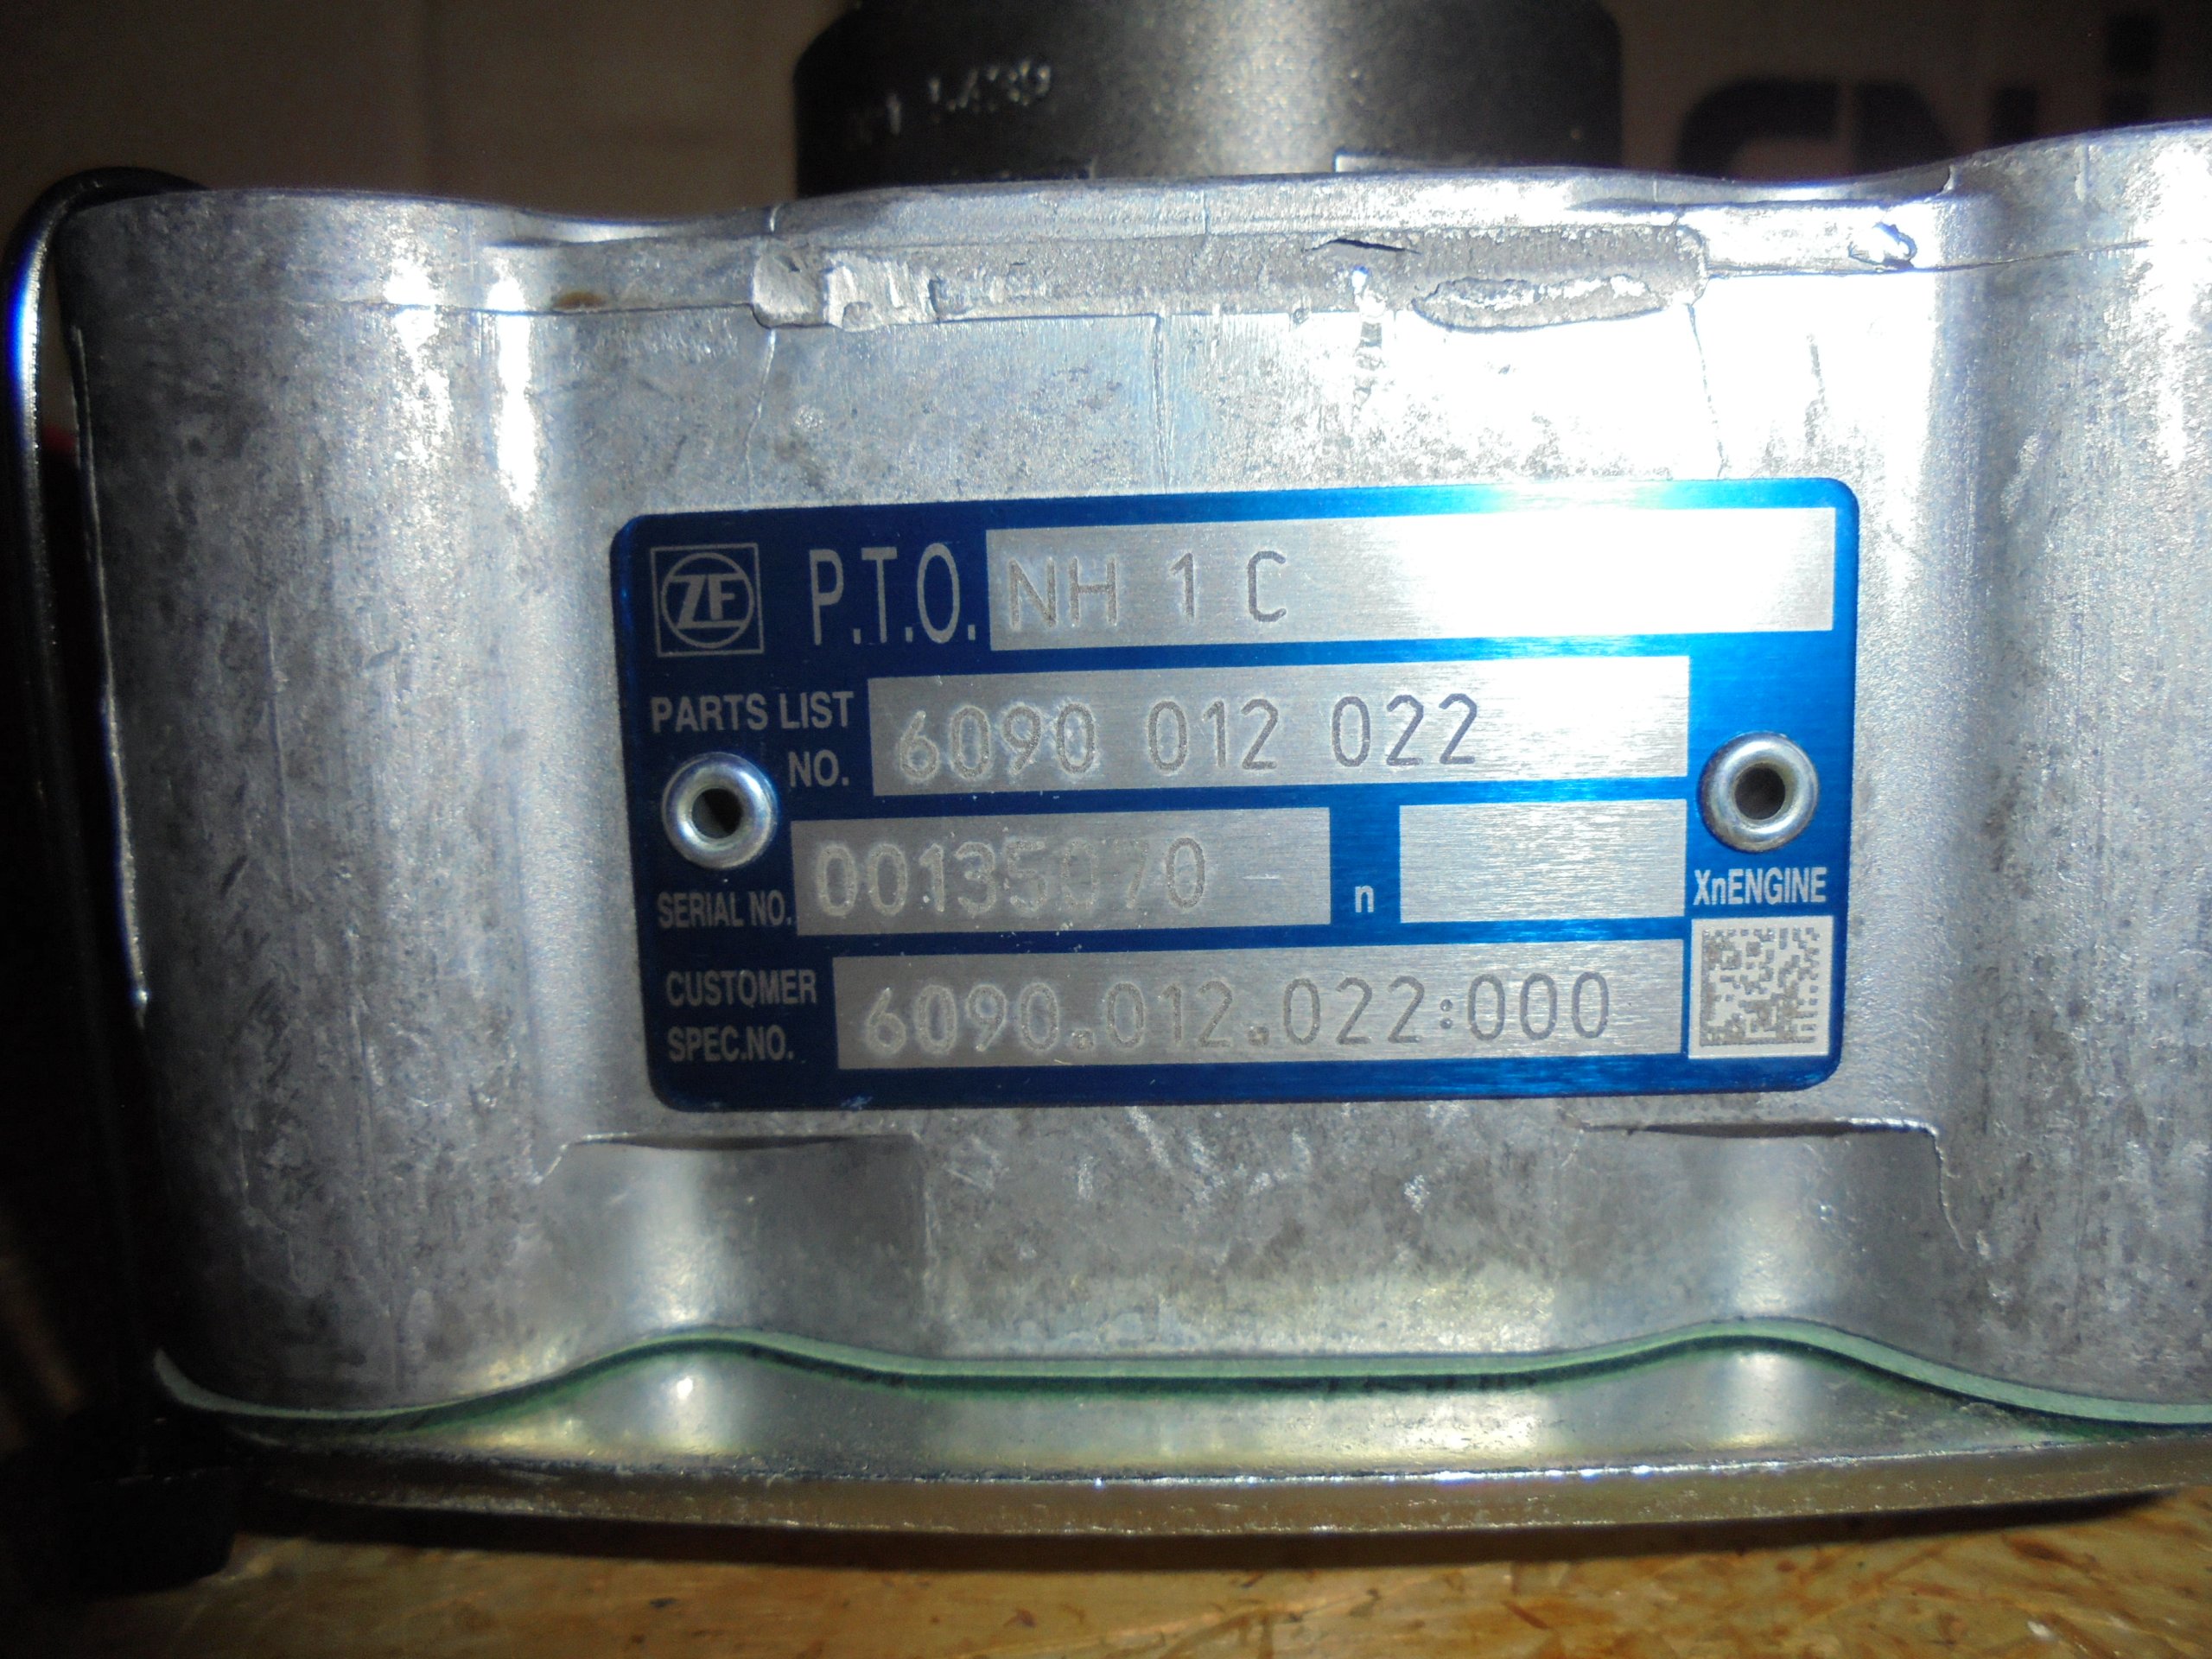 ZF P.T.O. NH 1 C
PARTS LIST
NO. 6090 012 022
SERIAL NO. 00135070 n XnENGINE
CUSTOMER
SPEC.NO. 6090.012.022:000